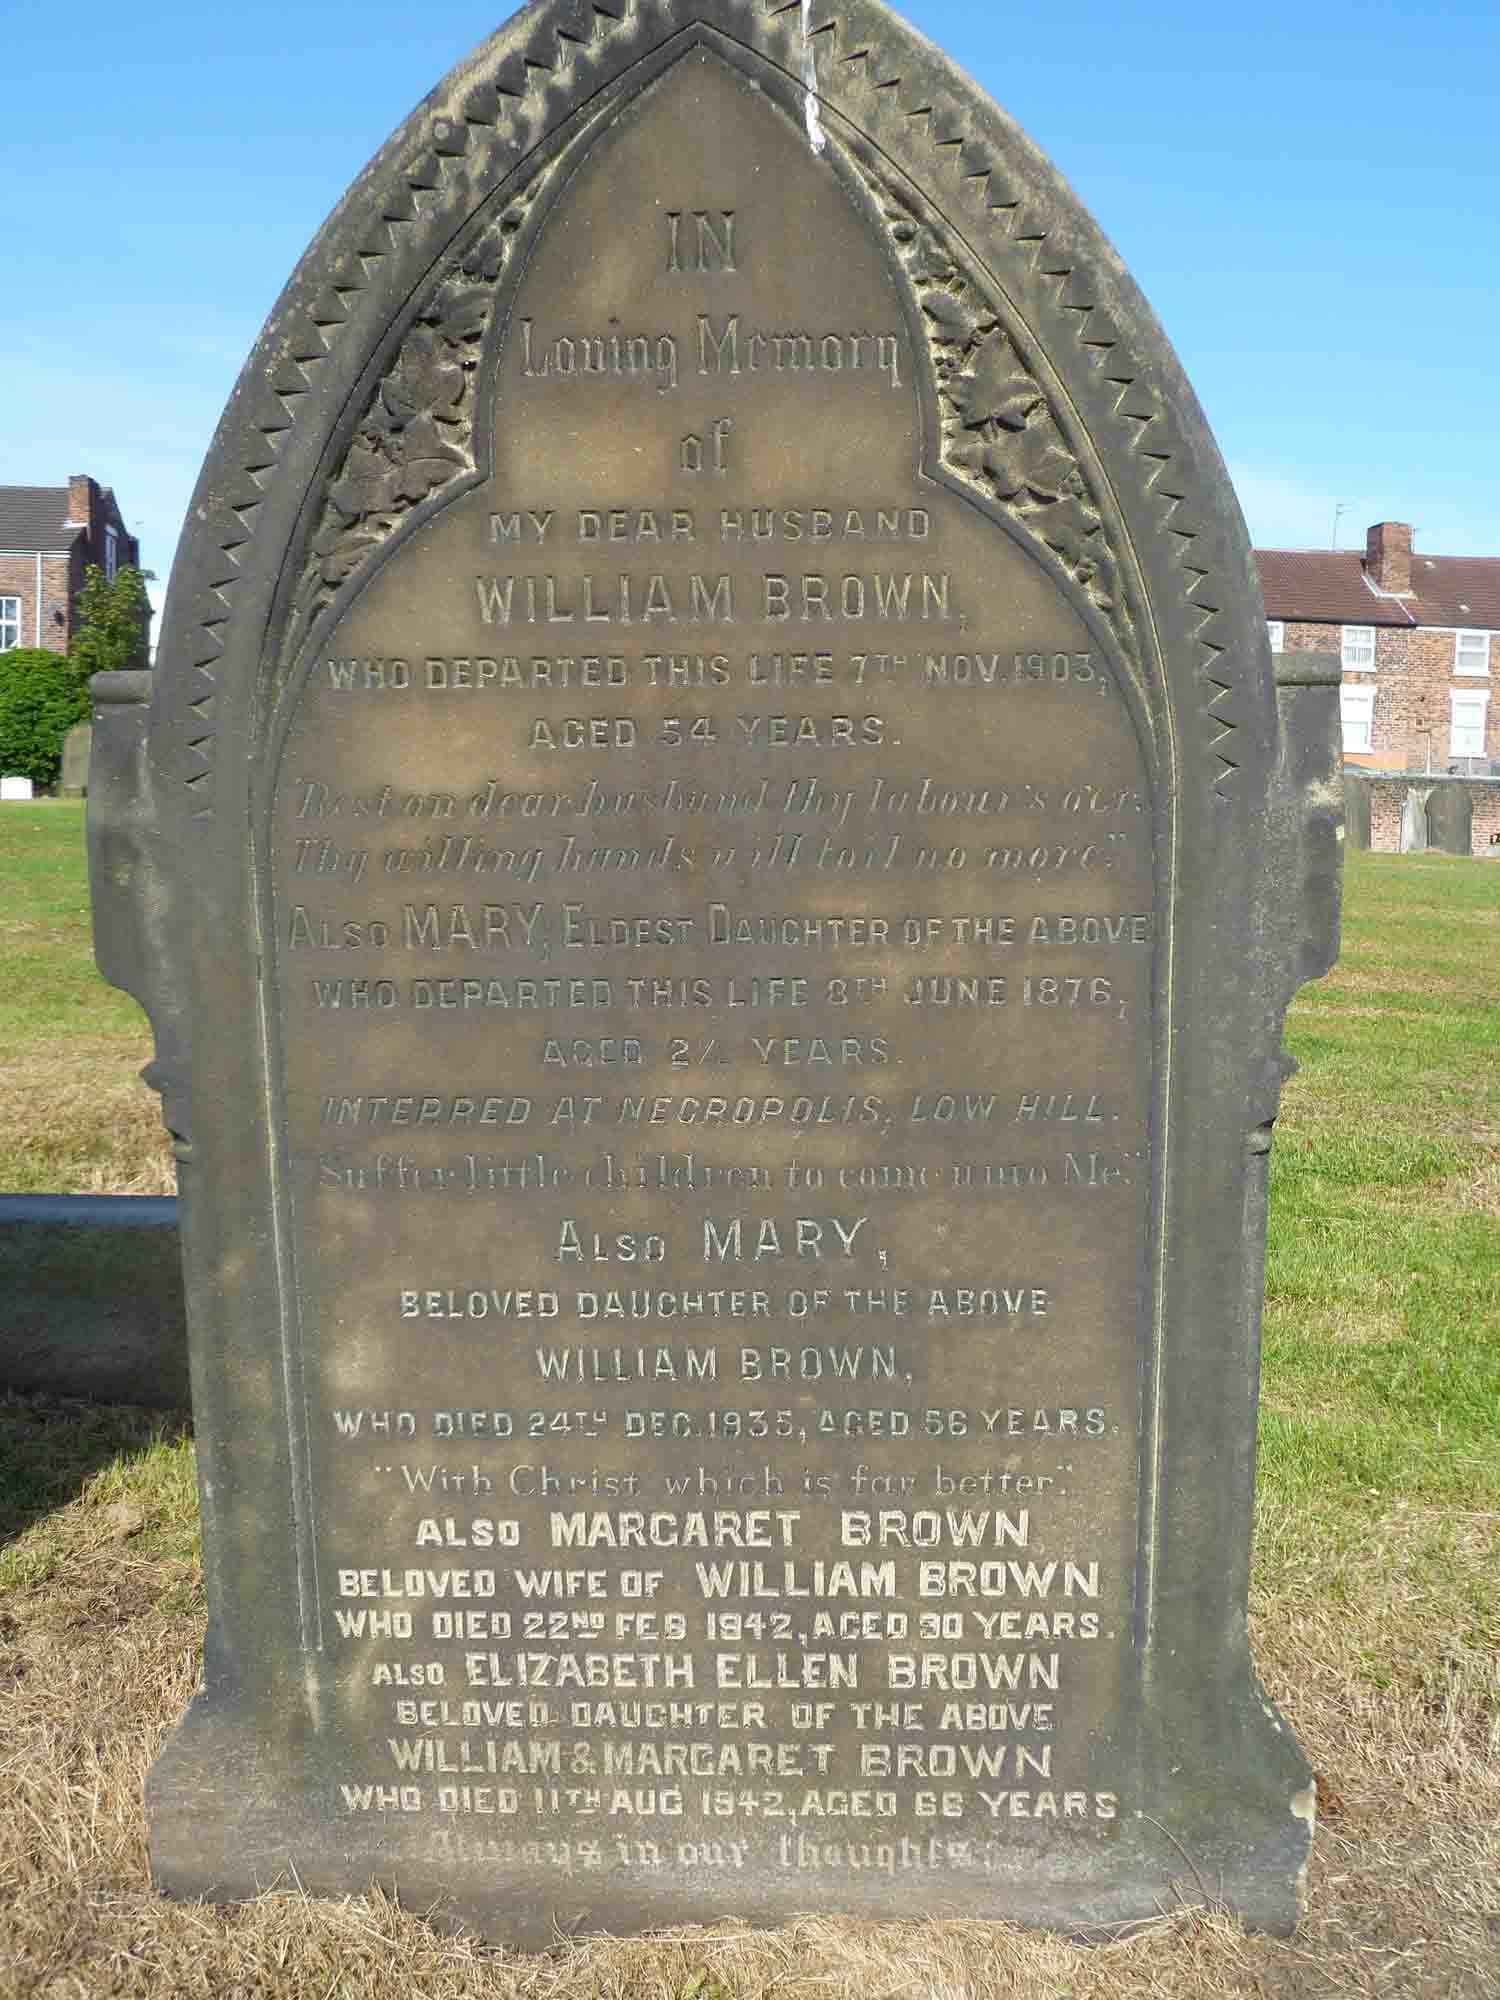 IN
Loving Memory
of
MY DEAR HUSBAND
WILLIAM BROWN,
WHO DEPARTED THIS LIFE 7TH NOV. 1903,
AGED 54 YEARS.
"Rest on dear husband thy labour's o'er,
Thy willing hands will toil no more."
ALSO MARY, ELDEST DAUGHTER OF THE ABOVE
WHO DEPARTED THIS LIFE 8TH JUNE 1876,
AGED 2½ YEARS.
INTERRED AT NECROPOLIS, LOW HILL.
"Suffer little children to come unto Me."
ALSO MARY,
BELOVED DAUGHTER OF THE ABOVE
WILLIAM BROWN,
WHO DIED 24TH DEC. 1935, AGED 56 YEARS.
"With Christ, which is far better."
ALSO MARGARET BROWN
BELOVED WIFE OF WILLIAM BROWN
WHO DIED 22ND FEB 1942, AGED 90 YEARS.
ALSO ELIZABETH ELLEN BROWN
BELOVED DAUGHTER OF THE ABOVE
WILLIAM & MARGARET BROWN
WHO DIED 11TH AUG 1942, AGED 66 YEARS.
Always in our thoughts.